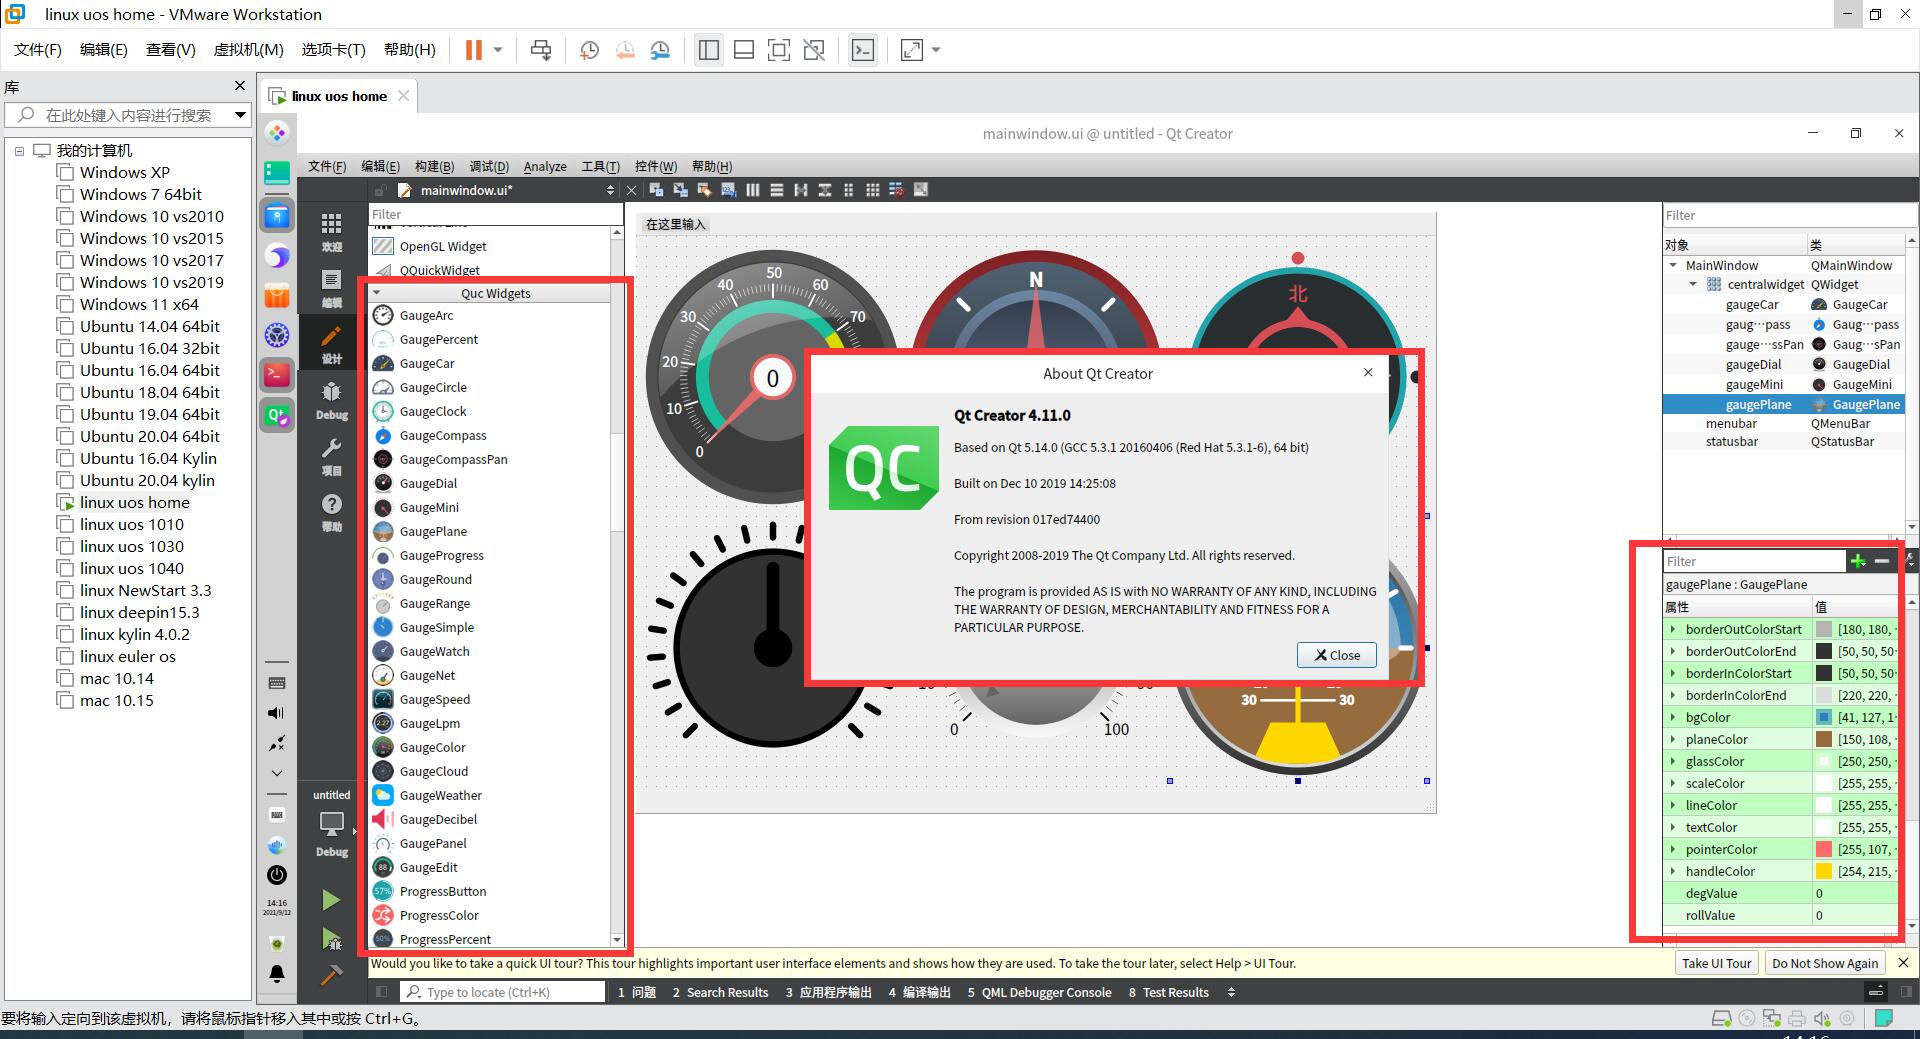 linux uos home - VMware Workstation
文件(F) 编辑(E) 查看(V) 虚拟机(M) 选项卡(T) 帮助(H)
库
在此处键入内容进行搜索
我的计算机
Windows XP
Windows 7 64bit
Windows 10 vs2010
Windows 10 vs2015
Windows 10 vs2017
Windows 10 vs2019
Windows 11 x64
Ubuntu 14.04 64bit
Ubuntu 16.04 32bit
Ubuntu 16.04 64bit
Ubuntu 18.04 64bit
Ubuntu 19.04 64bit
Ubuntu 20.04 64bit
Ubuntu 16.04 Kylin
Ubuntu 20.04 kylin
linux uos home
linux uos 1010
linux uos 1030
linux uos 1040
linux NewStart 3.3
linux deepin15.3
linux kylin 4.0.2
linux euler os
mac 10.14
mac 10.15
linux uos home
14:16
2021/9/12
mainwindow.ui @ untitled - Qt Creator
文件(F) 编辑(E) 构建(B) 调试(D) Analyze 工具(T) 控件(W) 帮助(H)
mainwindow.ui*
欢迎
编辑
设计
Debug
项目
帮助
untitled
Debug
Filter
OpenGL Widget
QQuickWidget
Quc Widgets
GaugeArc
GaugePercent
GaugeCar
GaugeCircle
GaugeClock
GaugeCompass
GaugeCompassPan
GaugeDial
GaugeMini
GaugePlane
GaugeProgress
GaugeRound
GaugeRange
GaugeSimple
GaugeWatch
GaugeNet
GaugeSpeed
GaugeLpm
GaugeColor
GaugeCloud
GaugeWeather
GaugeDecibel
GaugePanel
GaugeEdit
ProgressButton
ProgressColor
ProgressPercent
在这里输入
0 10 20 30 40 50 60 70
0
N
北
About Qt Creator
QC
Qt Creator 4.11.0
Based on Qt 5.14.0 (GCC 5.3.1 20160406 (Red Hat 5.3.1-6), 64 bit)
Built on Dec 10 2019 14:25:08
From revision 017ed74400
Copyright 2008-2019 The Qt Company Ltd. All rights reserved.
The program is provided AS IS with NO WARRANTY OF ANY KIND, INCLUDING
THE WARRANTY OF DESIGN, MERCHANTABILITY AND FITNESS FOR A
PARTICULAR PURPOSE.
Close
0 100
30 30
Filter
对象 类
MainWindow QMainWindow
centralwidget QWidget
gaugeCar GaugeCar
gaug···pass Gaug···pass
gauge···ssPan Gaug···sPan
gaugeDial GaugeDial
gaugeMini GaugeMini
gaugePlane GaugePlane
menubar QMenuBar
statusbar QStatusBar
Filter
gaugePlane : GaugePlane
属性 值
borderOutColorStart [180, 180,
borderOutColorEnd [50, 50, 50
borderInColorStart [50, 50, 50
borderInColorEnd [220, 220,
bgColor [41, 127, 1
planeColor [150, 108,
glassColor [250, 250,
scaleColor [255, 255,
lineColor [255, 255,
textColor [255, 255,
pointerColor [255, 107,
handleColor [254, 215,
degValue 0
rollValue 0
Would you like to take a quick UI tour? This tour highlights important user interface elements and shows how they are used. To take the tour later, select Help > UI Tour.
Take UI Tour Do Not Show Again
Type to locate (Ctrl+K) 1 问题 2 Search Results 3 应用程序输出 4 编译输出 5 QML Debugger Console 8 Test Results
要将输入定向到该虚拟机，请将鼠标指针移入其中或按 Ctrl+G。